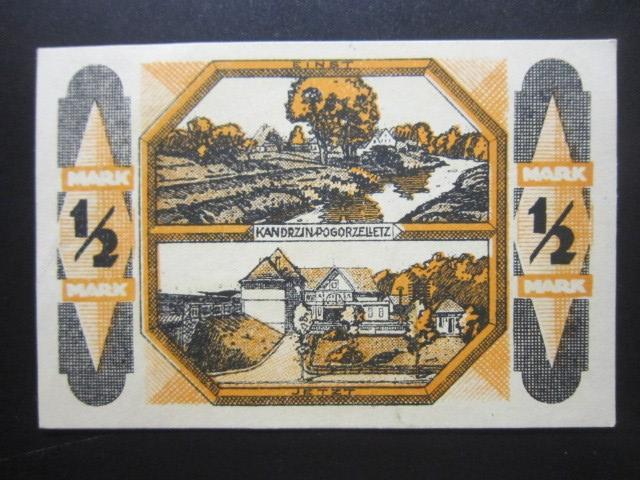 EINST
MARK
1/2
MARK
KANDRZIN-POGORZELLETZ
MARK
1/2
MARK
JETZT